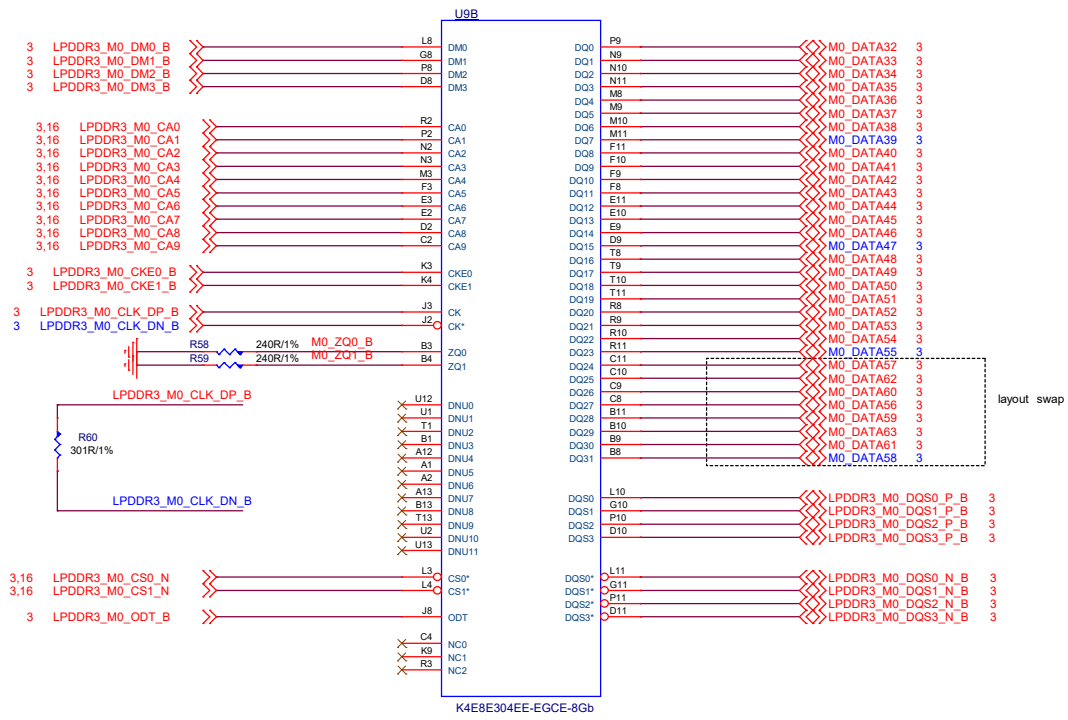 U9B
3 LPDDR3_M0_DM0_B L8 DM0 DQ0 P9 M0_DATA32 3
3 LPDDR3_M0_DM1_B G8 DM1 DQ1 N9 M0_DATA33 3
3 LPDDR3_M0_DM2_B P8 DM2 DQ2 N10 M0_DATA34 3
3 LPDDR3_M0_DM3_B D8 DM3 DQ3 N11 M0_DATA35 3
DQ4 M8 M0_DATA36 3
DQ5 M9 M0_DATA37 3
3,16 LPDDR3_M0_CA0 R2 CA0 DQ6 M10 M0_DATA38 3
3,16 LPDDR3_M0_CA1 P2 CA1 DQ7 M11 M0_DATA39 3
3,16 LPDDR3_M0_CA2 N2 CA2 DQ8 F11 M0_DATA40 3
3,16 LPDDR3_M0_CA3 N3 CA3 DQ9 F10 M0_DATA41 3
3,16 LPDDR3_M0_CA4 M3 CA4 DQ10 F9 M0_DATA42 3
3,16 LPDDR3_M0_CA5 F3 CA5 DQ11 F8 M0_DATA43 3
3,16 LPDDR3_M0_CA6 E3 CA6 DQ12 E11 M0_DATA44 3
3,16 LPDDR3_M0_CA7 E2 CA7 DQ13 E10 M0_DATA45 3
3,16 LPDDR3_M0_CA8 D2 CA8 DQ14 E9 M0_DATA46 3
3,16 LPDDR3_M0_CA9 C2 CA9 DQ15 D9 M0_DATA47 3
DQ16 T8 M0_DATA48 3
3 LPDDR3_M0_CKE0_B K3 CKE0 DQ17 T9 M0_DATA49 3
3 LPDDR3_M0_CKE1_B K4 CKE1 DQ18 T10 M0_DATA50 3
DQ19 T11 M0_DATA51 3
3 LPDDR3_M0_CLK_DP_B J3 CK DQ20 R8 M0_DATA52 3
3 LPDDR3_M0_CLK_DN_B J2 CK* DQ21 R9 M0_DATA53 3
DQ22 R10 M0_DATA54 3
R58 240R/1% M0_ZQ0_B B3 ZQ0 DQ23 R11 M0_DATA55 3
R59 240R/1% M0_ZQ1_B B4 ZQ1 DQ24 C11 M0_DATA57 3
DQ25 C10 M0_DATA62 3
LPDDR3_M0_CLK_DP_B DQ26 C9 M0_DATA60 3
U12 DNU0 DQ27 C8 M0_DATA56 3 layout swap
U1 DNU1 DQ28 B11 M0_DATA59 3
T1 DNU2 DQ29 B10 M0_DATA63 3
R60 B1 DNU3 DQ30 B9 M0_DATA61 3
301R/1% A12 DNU4 DQ31 B8 M0_DATA58 3
A1 DNU5
A2 DNU6
LPDDR3_M0_CLK_DN_B A13 DNU7 DQS0 L10 LPDDR3_M0_DQS0_P_B 3
B13 DNU8 DQS1 G10 LPDDR3_M0_DQS1_P_B 3
T13 DNU9 DQS2 P10 LPDDR3_M0_DQS2_P_B 3
U2 DNU10 DQS3 D10 LPDDR3_M0_DQS3_P_B 3
U13 DNU11
3,16 LPDDR3_M0_CS0_N L3 CS0* DQS0* L11 LPDDR3_M0_DQS0_N_B 3
3,16 LPDDR3_M0_CS1_N L4 CS1* DQS1* G11 LPDDR3_M0_DQS1_N_B 3
DQS2* P11 LPDDR3_M0_DQS2_N_B 3
3 LPDDR3_M0_ODT_B J8 ODT DQS3* D11 LPDDR3_M0_DQS3_N_B 3
C4 NC0
K9 NC1
R3 NC2
K4E8E304EE-EGCE-8Gb